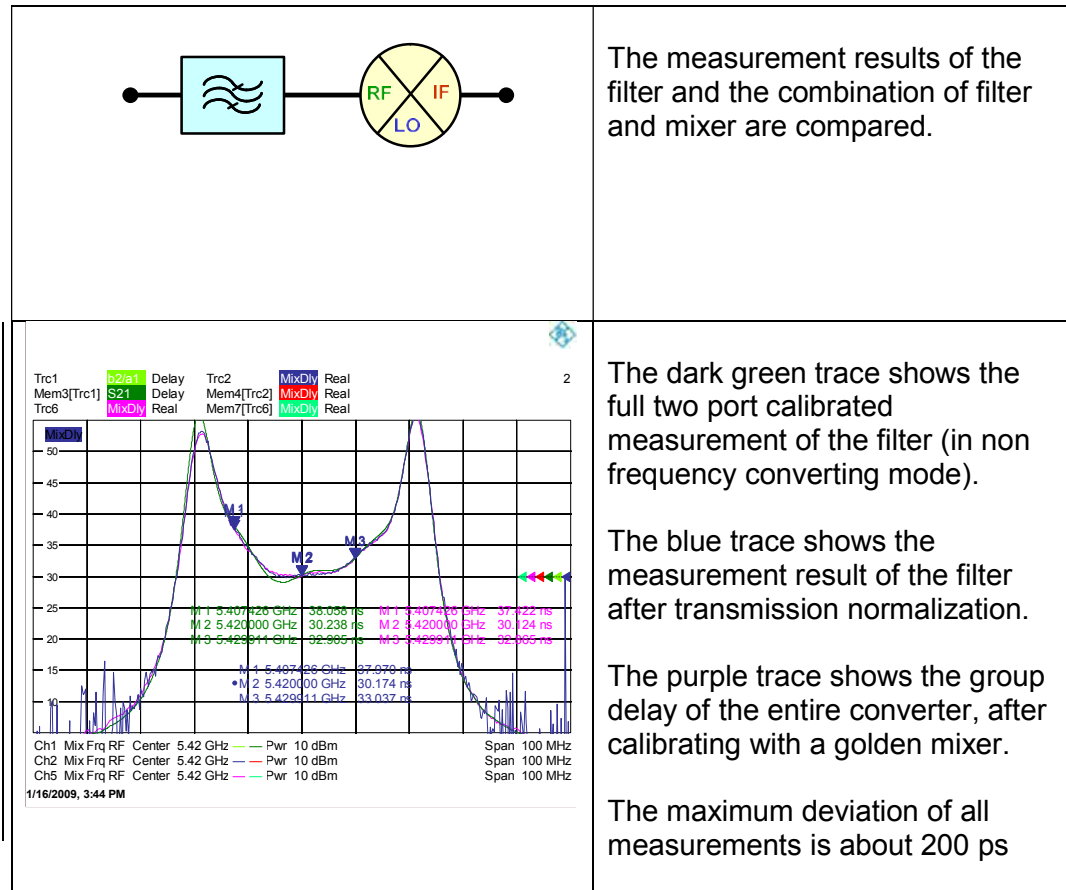 RF IF
LO
The measurement results of the
filter and the combination of filter
and mixer are compared.
Trc1 b2/a1 Delay Trc2 MixDly Real 2
Mem3[Trc1] S21 Delay Mem4[Trc2] MixDly Real
Trc6 MixDly Real Mem7[Trc6] MixDly Real
MixDly
50
45
40
35
30
25
20
15
10
M 1
M 2
M 3
M 1 5.407426 GHz 38.058 ns
M 2 5.420000 GHz 30.238 ns
M 3 5.429911 GHz 32.985 ns
M 1 5.407426 GHz 37.422 ns
M 2 5.420000 GHz 30.124 ns
M 3 5.429911 GHz
M 1 5.407426 GHz 37.970 ns
•M 2 5.420000 GHz 30.174 ns
M 3 5.429911 GHz 33.037 ns
Ch1 Mix Frq RF Center 5.42 GHz Pwr 10 dBm Span 100 MHz
Ch2 Mix Frq RF Center 5.42 GHz Pwr 10 dBm Span 100 MHz
Ch5 Mix Frq RF Center 5.42 GHz Pwr 10 dBm Span 100 MHz
1/16/2009, 3:44 PM
The dark green trace shows the
full two port calibrated
measurement of the filter (in non
frequency converting mode).
The blue trace shows the
measurement result of the filter
after transmission normalization.
The purple trace shows the group
delay of the entire converter, after
calibrating with a golden mixer.
The maximum deviation of all
measurements is about 200 ps